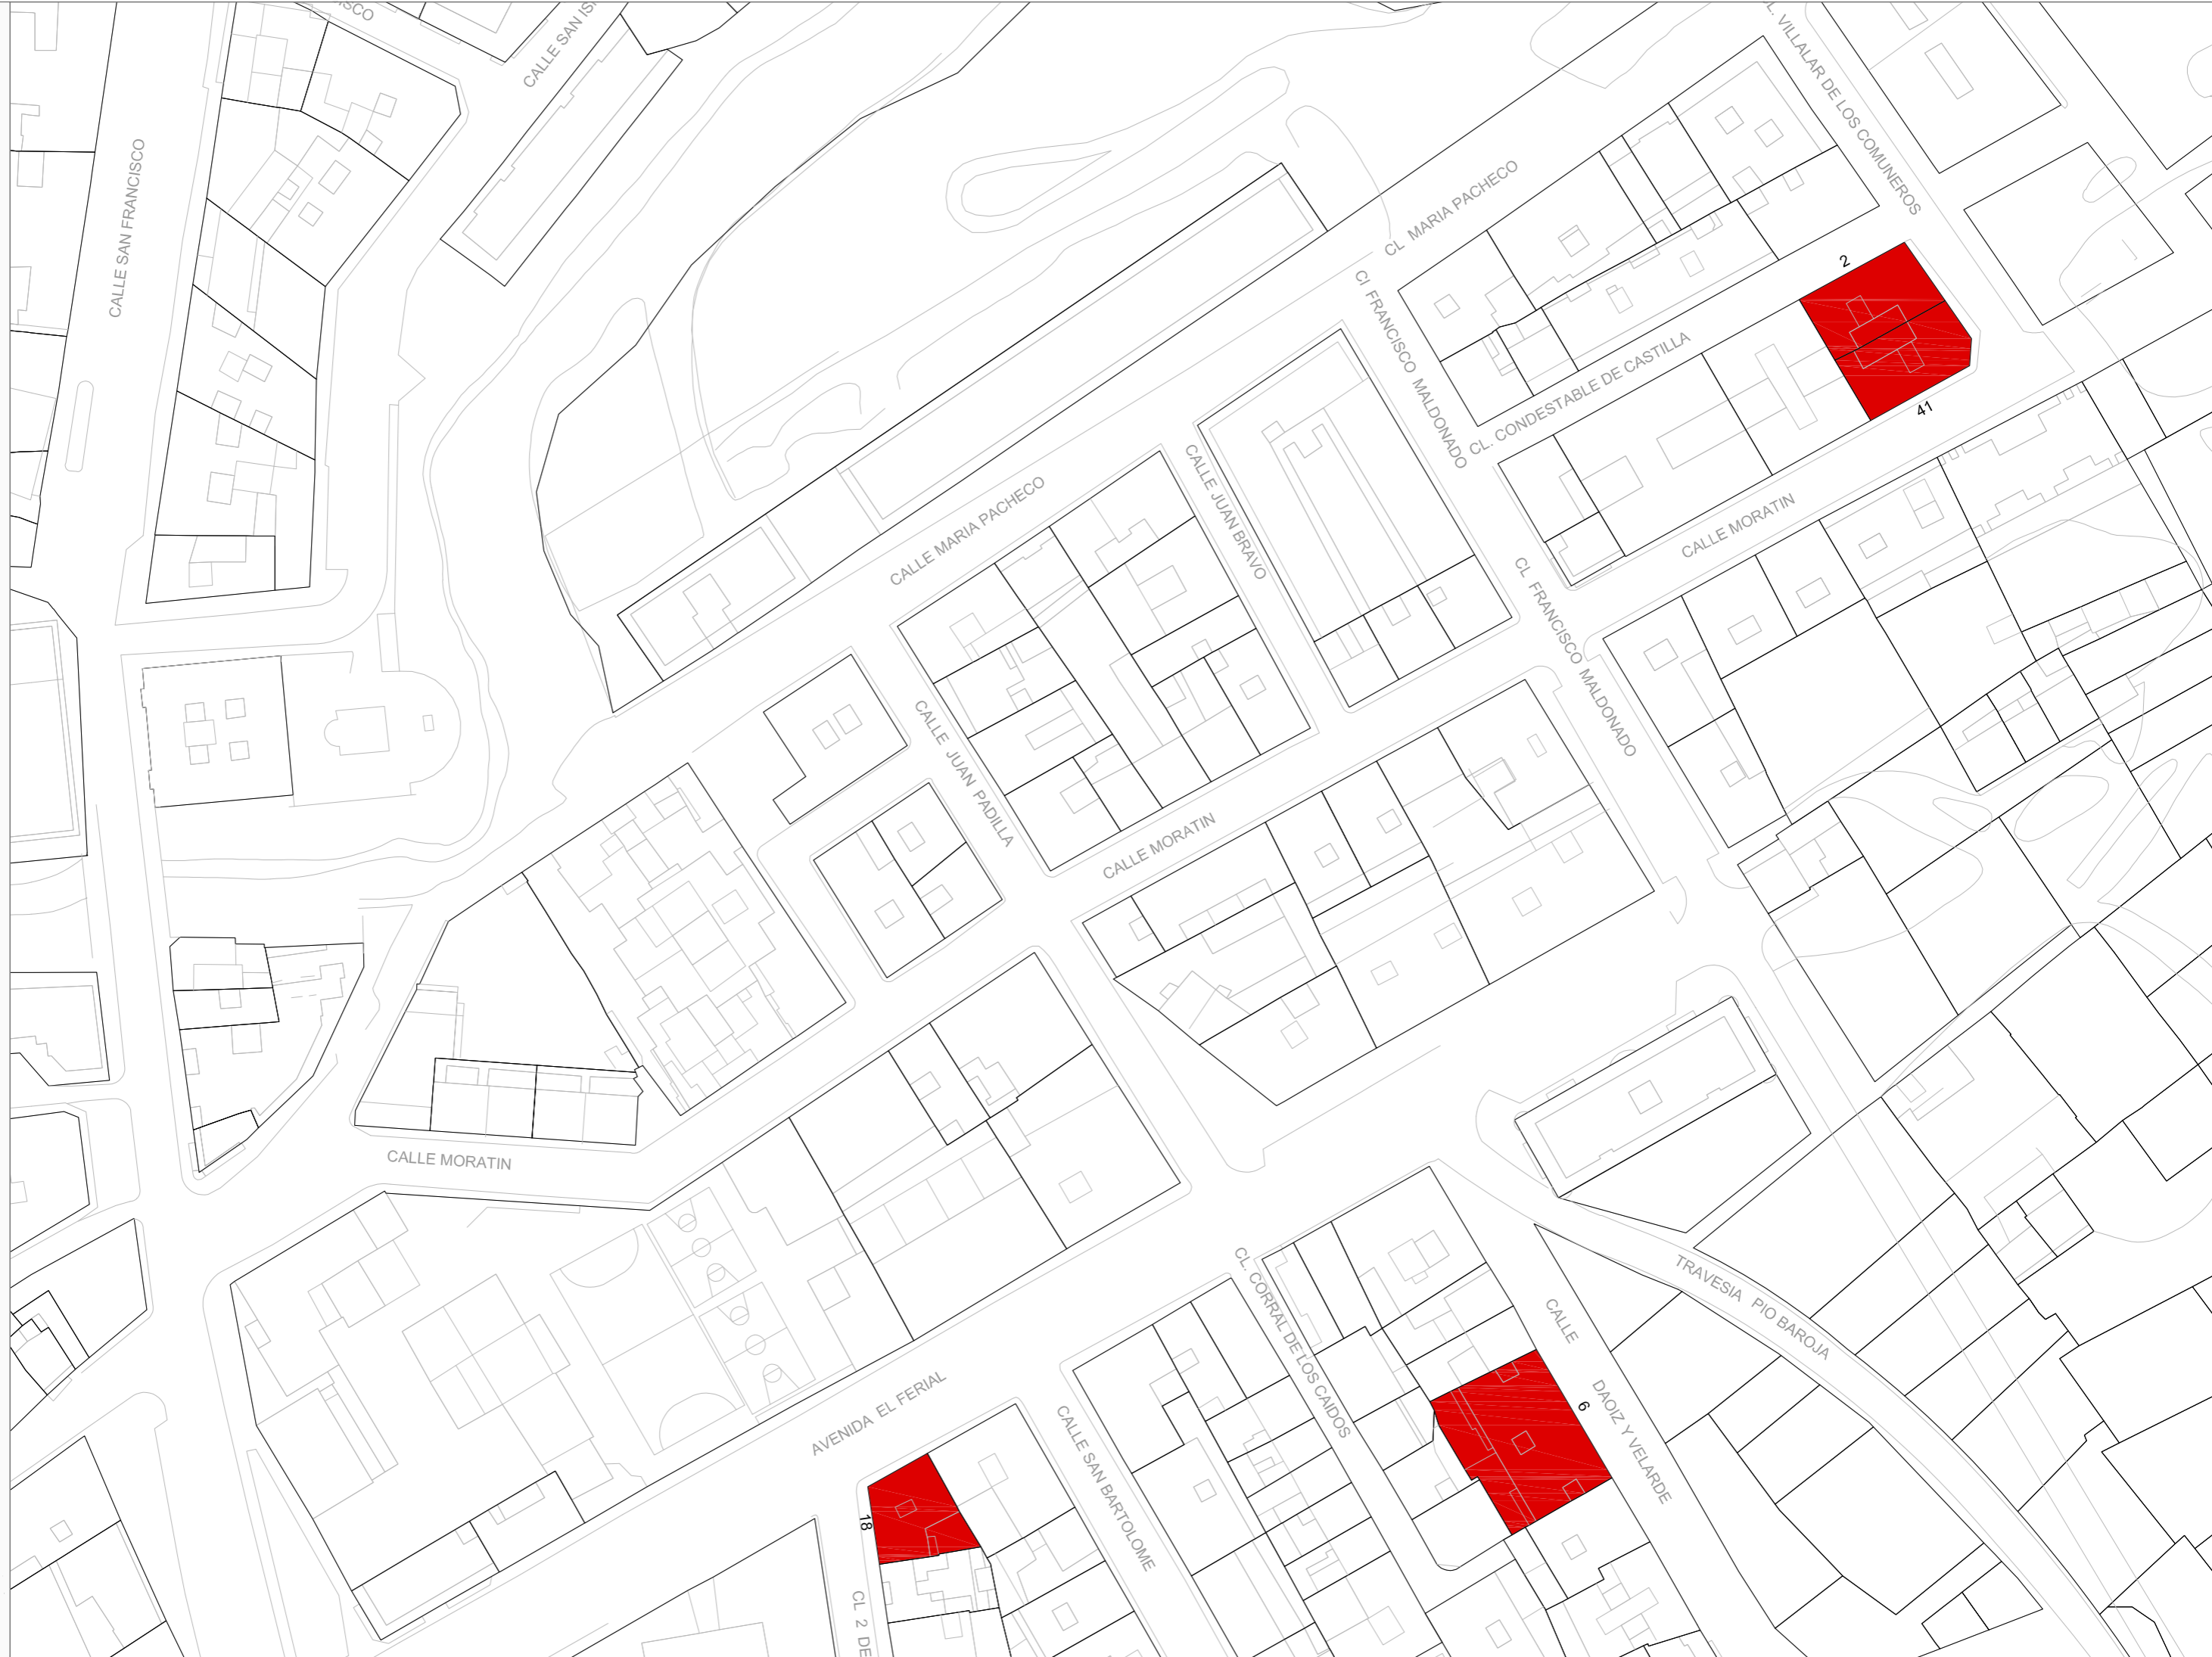 CALLE SAN FRANCISCO
CL. VILLALAR DE LOS COMUNEROS
CL MARIA PACHECO
2
Cl FRANCISCO MALDONADO
CL. CONDESTABLE DE CASTILLA
41
CALLE MARIA PACHECO
CALLE JUAN BRAVO
CALLE MORATIN
CL FRANCISCO MALDONADO
CALLE JUAN PADILLA
CALLE MORATIN
CALLE MORATIN
CL. CORRAL DE LOS CAIDOS
TRAVESIA PIO BAROJA
CALLE DAOIZ Y VELARDE
6
AVENIDA EL FERIAL
CALLE SAN BARTOLOME
18
CL 2 DE
CALLE SAN